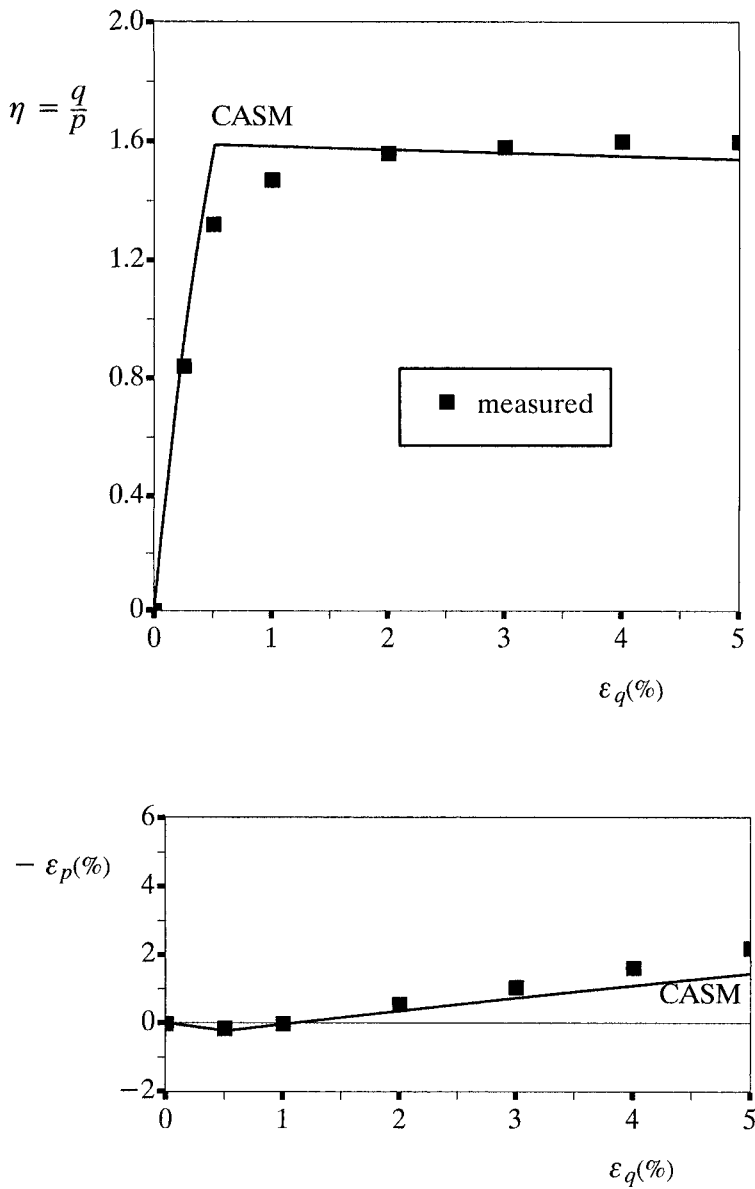 2.0
η = q/p
CASM
1.6
1.2
0.8
■ measured
0.4
0
0 1 2 3 4 5
ε_q(%)
6
− ε_p(%)
4
2
CASM
0
−2
0 1 2 3 4 5
ε_q(%)